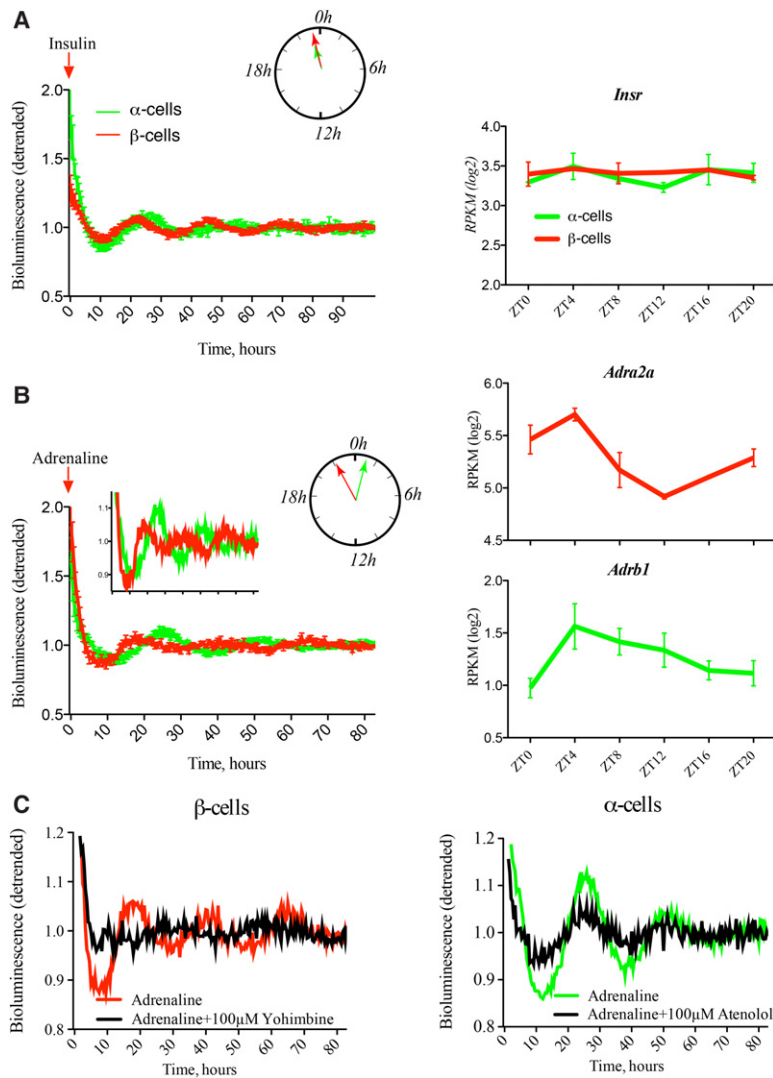 A
Insulin
0h
6h
12h
18h
α-cells
β-cells
Bioluminescence (detrended)
2.0
1.5
1.0
0.5
0 10 20 30 40 50 60 70 80 90
Time, hours
Insr
RPKM (log2)
4.0
3.5
3.0
2.5
2.0
α-cells
β-cells
ZT0 ZT4 ZT8 ZT12 ZT16 ZT20
B
Adrenaline
0h
6h
12h
18h
1.1
1.0
0.9
Bioluminescence (detrended)
2.0
1.5
1.0
0.5
0 10 20 30 40 50 60 70 80
Time, hours
Adra2a
RPKM (log2)
6.0
5.5
5.0
4.5
Adrb1
RPKM (log2)
2.0
1.5
1.0
0.5
ZT0 ZT4 ZT8 ZT12 ZT16 ZT20
C
β-cells
Bioluminescence (detrended)
1.2
1.1
1.0
0.9
0.8
Adrenaline
Adrenaline+100μM Yohimbine
0 10 20 30 40 50 60 70 80
Time, hours
α-cells
Bioluminescence (detrended)
1.2
1.1
1.0
0.9
0.8
Adrenaline
Adrenaline+100μM Atenolol
0 10 20 30 40 50 60 70 80
Time, hours